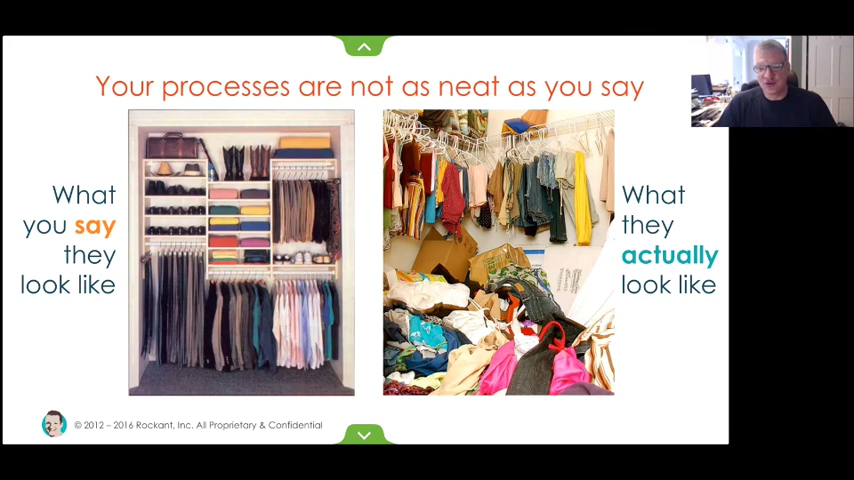 Your processes are not as neat as you say
What
you say
they
look like
What
they
actually
look like
© 2012 – 2016 Rockant, Inc. All Proprietary & Confidential